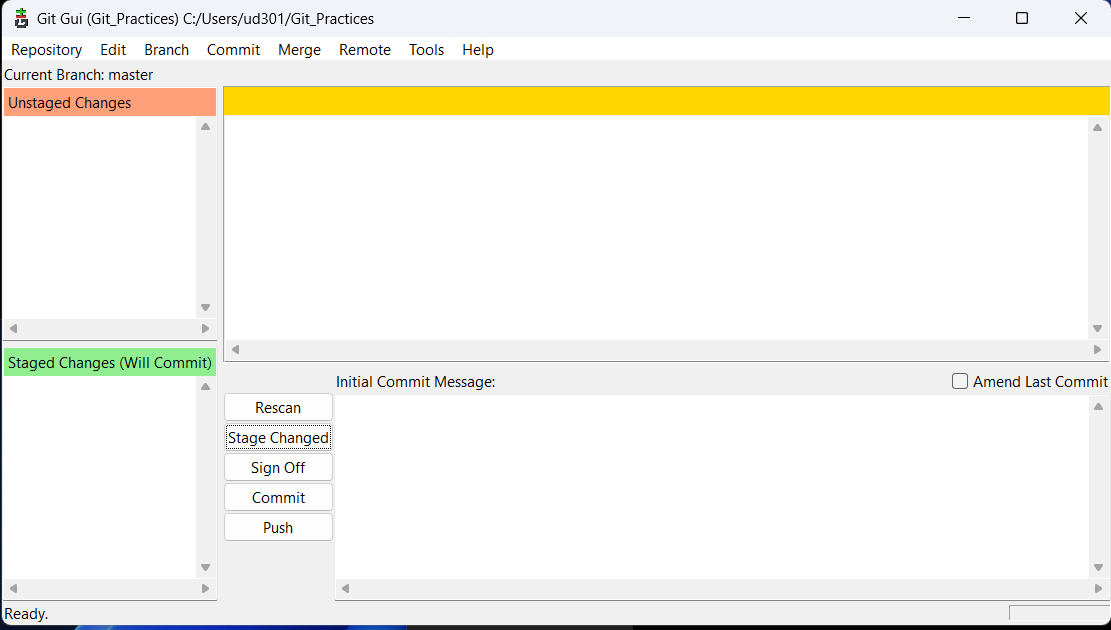 Git Gui (Git_Practices) C:/Users/ud301/Git_Practices
Repository Edit Branch Commit Merge Remote Tools Help
Current Branch: master
Unstaged Changes
Staged Changes (Will Commit)
Initial Commit Message:
Amend Last Commit
Rescan
Stage Changed
Sign Off
Commit
Push
Ready.